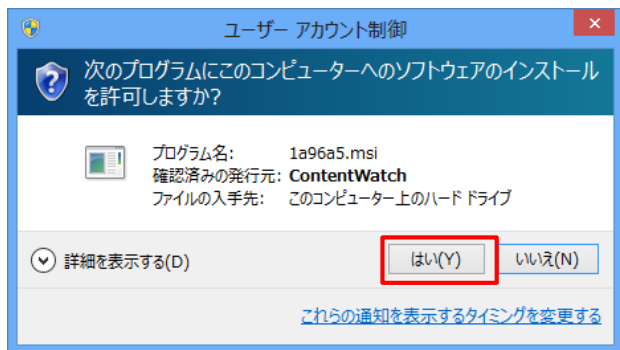 ユーザー アカウント制御
次のプログラムにこのコンピューターへのソフトウェアのインストール
を許可しますか?
プログラム名: 1a96a5.msi
確認済みの発行元: ContentWatch
ファイルの入手先: このコンピューター上のハード ドライブ
詳細を表示する(D) はい(Y) いいえ(N)
これらの通知を表示するタイミングを変更する